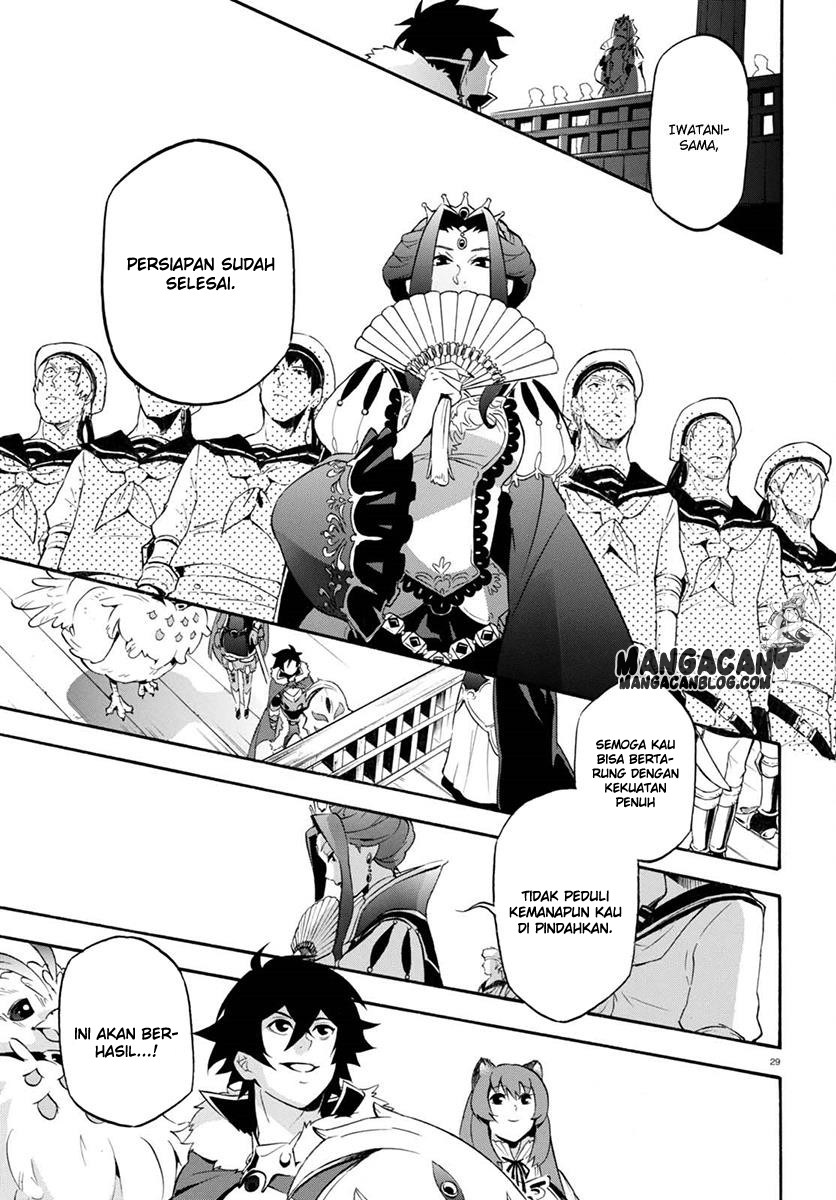 IWATANI-
SAMA,
PERSIAPAN SUDAH
SELESAI.
MANGACAN
MANGACANBLOG.COM
SEMOGA KAU
BISA BERTA-
RUNG DENGAN
KEKUATAN
PENUH
TIDAK PEDULI
KEMANAPUN KAU
DI PINDAHKAN.
INI AKAN BER-
HASIL...!
29